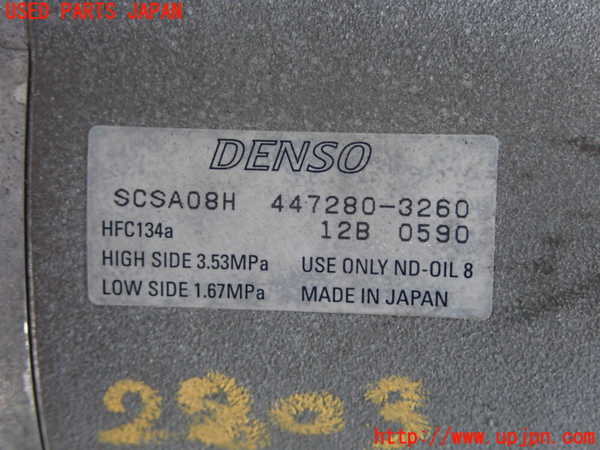 USED PARTS JAPAN
DENSO
SCSA08H 447280-3260
HFC134a 12B 0590
HIGH SIDE 3.53MPa USE ONLY ND-OIL 8
LOW SIDE 1.67MPa MADE IN JAPAN
2803
http://www.upjpn.com